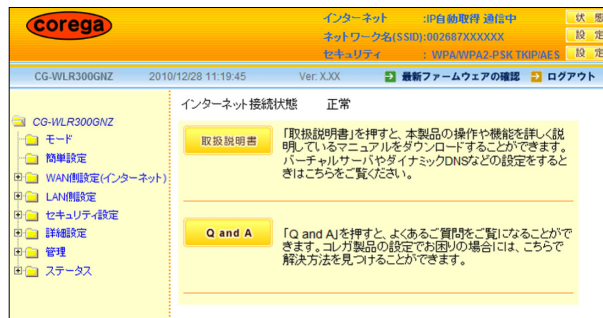 corega
インターネット :IP自動取得 通信中 状 態
ネットワーク名(SSID):002687XXXXXX 設 定
セキュリティ : WPA/WPA2-PSK TKIP/AES 設 定
CG-WLR300GNZ 2010/12/28 11:19:45 Ver: X.XX 最新ファームウェアの確認 ログアウト
CG-WLR300GNZ
モード
簡単設定
WAN側設定(インターネット)
LAN側設定
セキュリティ設定
詳細設定
管理
ステータス
インターネット接続状態 正常
取扱説明書
「取扱説明書」を押すと、本製品の操作や機能を詳しく説
明しているマニュアルをダウンロードすることができます。
バーチャルサーバやダイナミックDNSなどの設定をすると
きはこちらをご覧ください。
Q and A
「Q and A」を押すと、よくあるご質問をご覧になることがで
きます。コレガ製品の設定でお困りの場合には、こちらで
解決方法を見つけることができます。